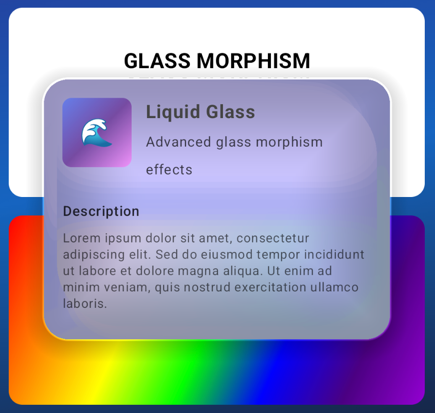 GLASS MORPHISM
Liquid Glass
Advanced glass morphism
effects
Description
Lorem ipsum dolor sit amet, consectetur
adipiscing elit. Sed do eiusmod tempor incididunt
ut labore et dolore magna aliqua. Ut enim ad
minim veniam, quis nostrud exercitation ullamco
laboris.